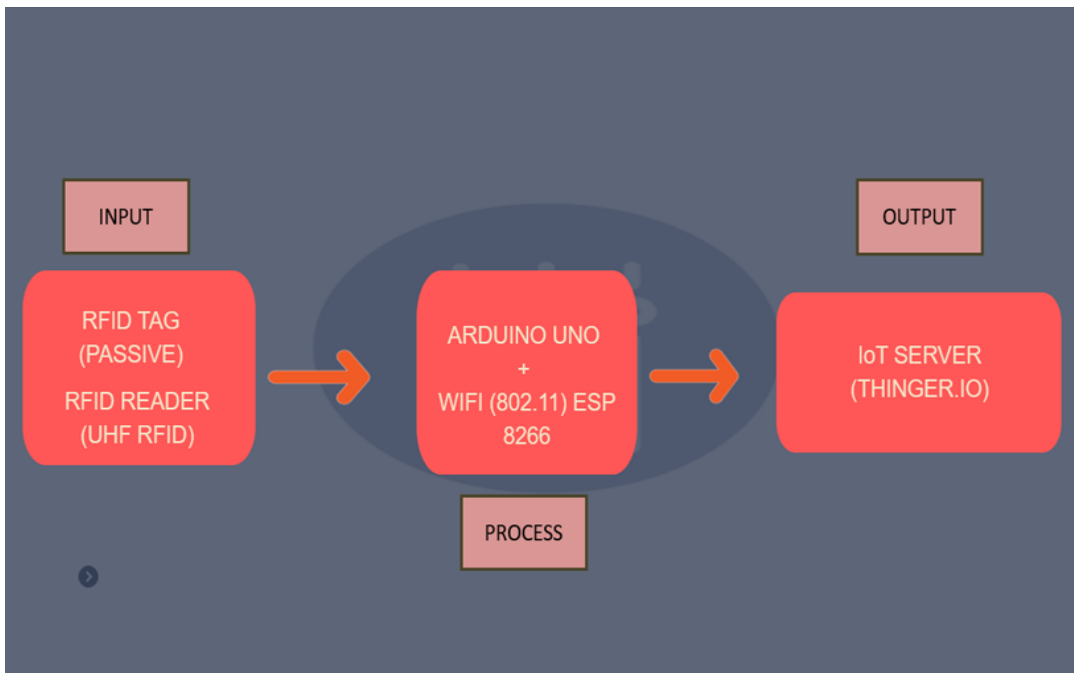 INPUT
RFID TAG
(PASSIVE)
RFID READER
(UHF RFID)
ARDUINO UNO
+
WIFI (802.11) ESP
8266
PROCESS
OUTPUT
IoT SERVER
(THINGER.IO)